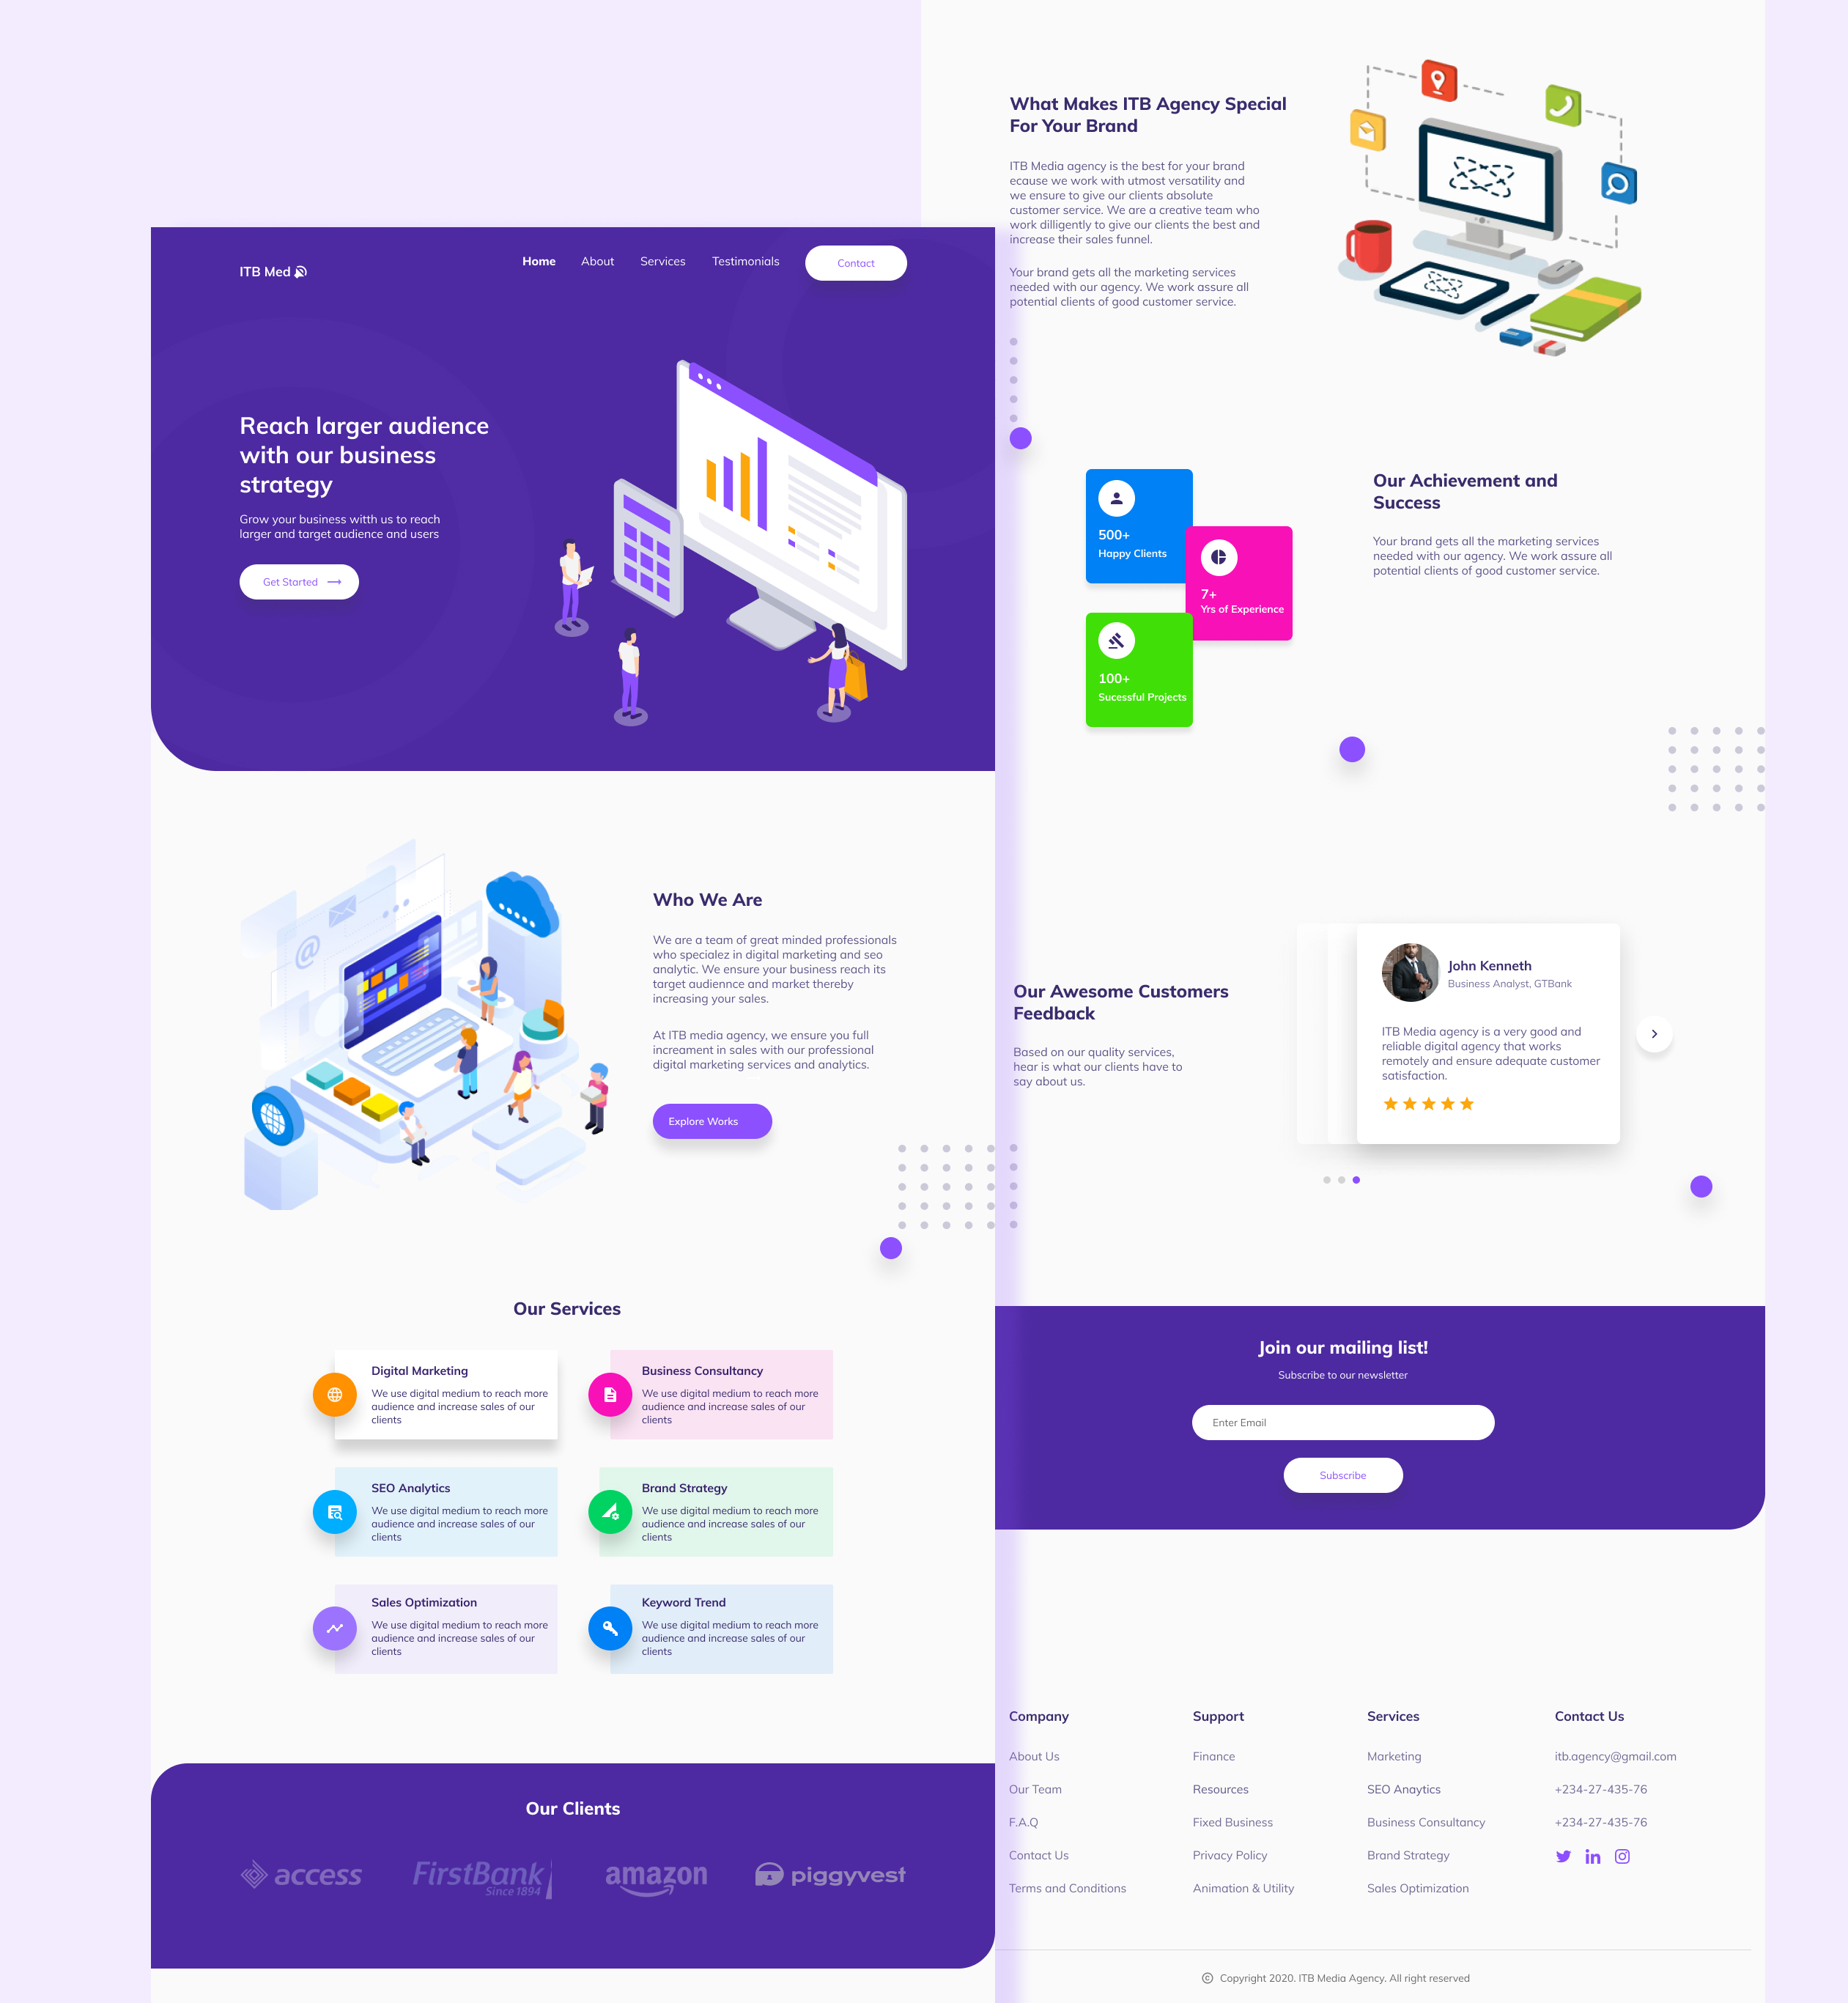 ITB Med
Home
About
Services
Testimonials
Contact
Reach larger audience
with our business
strategy
Grow your business witth us to reach
larger and target audience and users
Get Started
@
Who We Are
We are a team of great minded professionals
who specialez in digital marketing and seo
analytic. We ensure your business reach its
target audiennce and market thereby
increasing your sales.
At ITB media agency, we ensure you full
increament in sales with our professional
digital marketing services and analytics.
Explore Works
Our Services
Digital Marketing
We use digital medium to reach more
audience and increase sales of our
clients
Business Consultancy
We use digital medium to reach more
audience and increase sales of our
clients
SEO Analytics
We use digital medium to reach more
audience and increase sales of our
clients
Brand Strategy
We use digital medium to reach more
audience and increase sales of our
clients
Sales Optimization
We use digital medium to reach more
audience and increase sales of our
clients
Keyword Trend
We use digital medium to reach more
audience and increase sales of our
clients
Our Clients
access
FirstBank
Since 1894
amazon
piggyvest
What Makes ITB Agency Special
For Your Brand
ITB Media agency is the best for your brand
ecause we work with utmost versatility and
we ensure to give our clients absolute
customer service. We are a creative team who
work dilligently to give our clients the best and
increase their sales funnel.
Your brand gets all the marketing services
needed with our agency. We work assure all
potential clients of good customer service.
500+
Happy Clients
7+
Yrs of Experience
100+
Sucessful Projects
Our Achievement and
Success
Your brand gets all the marketing services
needed with our agency. We work assure all
potential clients of good customer service.
Our Awesome Customers
Feedback
Based on our quality services,
hear is what our clients have to
say about us.
John Kenneth
Business Analyst, GTBank
ITB Media agency is a very good and
reliable digital agency that works
remotely and ensure adequate customer
satisfaction.
Join our mailing list!
Subscribe to our newsletter
Enter Email
Subscribe
Company
About Us
Our Team
F.A.Q
Contact Us
Terms and Conditions
Support
Finance
Resources
Fixed Business
Privacy Policy
Animation & Utility
Services
Marketing
SEO Anaytics
Business Consultancy
Brand Strategy
Sales Optimization
Contact Us
itb.agency@gmail.com
+234-27-435-76
+234-27-435-76
in
© Copyright 2020. ITB Media Agency. All right reserved